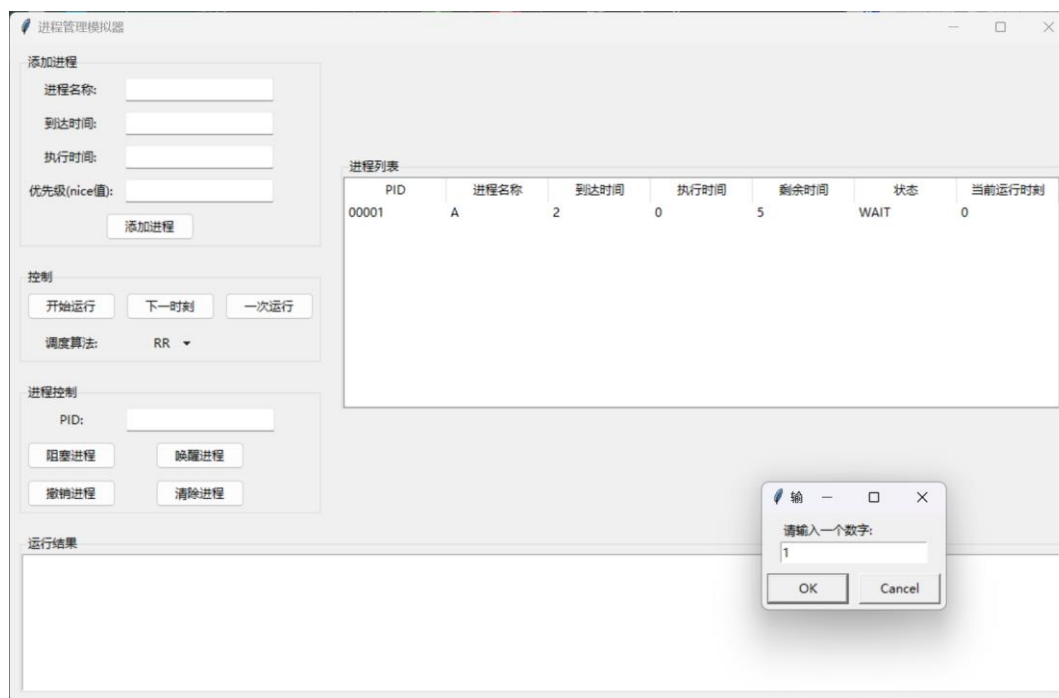 进程管理模拟器
添加进程
进程名称:
到达时间:
执行时间:
优先级(nice值):
添加进程
控制
开始运行 下一时刻 一次运行
调度算法: RR
进程控制
PID:
阻塞进程 唤醒进程
撤销进程 清除进程
进程列表
PID 进程名称 到达时间 执行时间 剩余时间 状态 当前运行时刻
00001 A 2 0 5 WAIT 0
运行结果
输
请输入一个数字:
1
OK Cancel